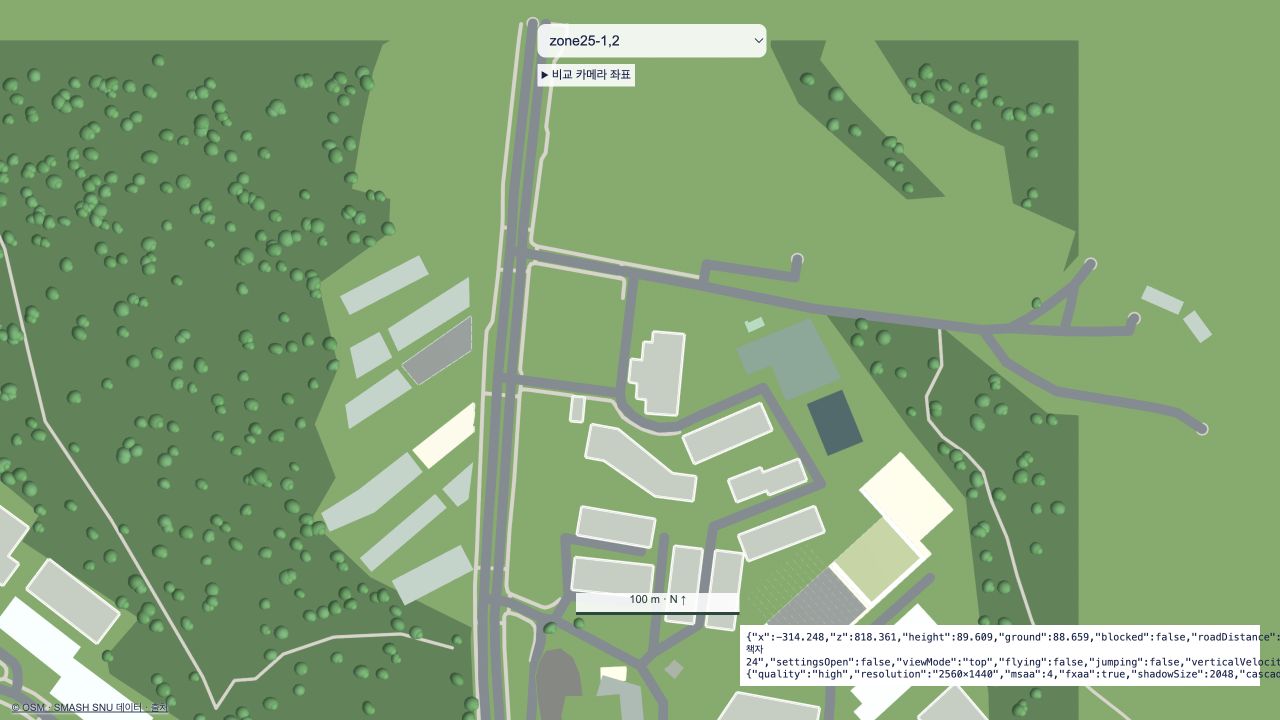 zone25-1,2
▶ 비교 카메라 좌표
100 m · N ↑
{"x":-314.248,"z":818.361,"height":89.609,"ground":88.659,"blocked":false,"roadDistance":
책자
24","settingsOpen":false,"viewMode":"top","flying":false,"jumping":false,"verticalVelocit
{"quality":"high","resolution":"2560×1440","msaa":4,"fxaa":true,"shadowSize":2048,"cascad
© OSM · SMASH SNU 데이터 · 출처